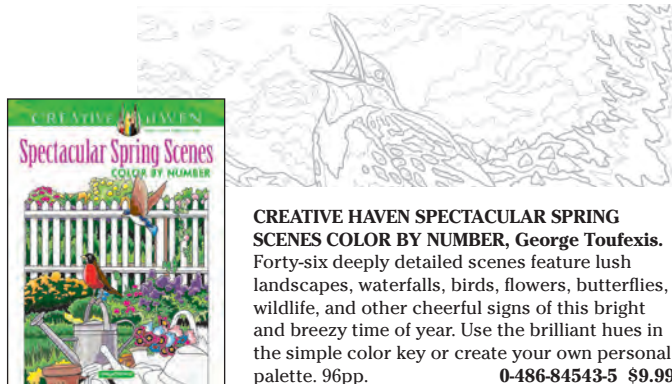 CREATIVE HAVEN
Spectacular Spring Scenes
COLOR BY NUMBER
CREATIVE HAVEN SPECTACULAR SPRING
SCENES COLOR BY NUMBER, George Toufexis.
Forty-six deeply detailed scenes feature lush
landscapes, waterfalls, birds, flowers, butterflies,
wildlife, and other cheerful signs of this bright
and breezy time of year. Use the brilliant hues in
the simple color key or create your own personal
palette. 96pp. 0-486-84543-5 $9.99